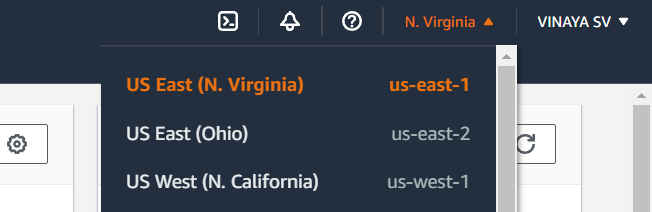 N. Virginia VINAYA SV
US East (N. Virginia) us-east-1
US East (Ohio) us-east-2
US West (N. California) us-west-1